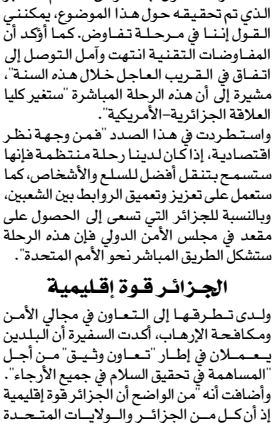 الذي تم تحقيقه حول هذا الموضوع، يمكنني
القول إننا في مرحلة تفاوض. كما أؤكد أن
المفاوضات التقنية انتهت وآمل التوصل إلى
اتفاق في القريب العاجل خلال هذه السنة"،
مشيرة إلى أن هذه الرحلة المباشرة "ستغير كليا
العلاقة الجزائرية-الأمريكية".
واستطردت في هذا الصدد "فمن وجهة نظر
اقتصادية، إذا كان لدينا رحلة منتظمة فإنها
ستسمح بتنقل أفضل للسلع والأشخاص، كما
ستعمل على تعزيز وتعميق الروابط بين الشعبين،
وبالنسبة للجزائر التي تسعى إلى الحصول على
مقعد في مجلس الأمن الدولي فإن هذه الرحلة
ستشكل الطريق المباشر نحو الأمم المتحدة".
الجزائر قوة إقليمية
ولدى تطرقها إلى التعاون في مجالي الأمن
ومكافحة الإرهاب، أكدت السفيرة أن البلدين
يعملان في إطار "تعاون وثيق" من أجل
"المساهمة في تحقيق السلام في جميع الأرجاء".
وأضافت أنه "من الواضح أن الجزائر قوة إقليمية
إذ أن كل من الجزائر والولايات المتحدة